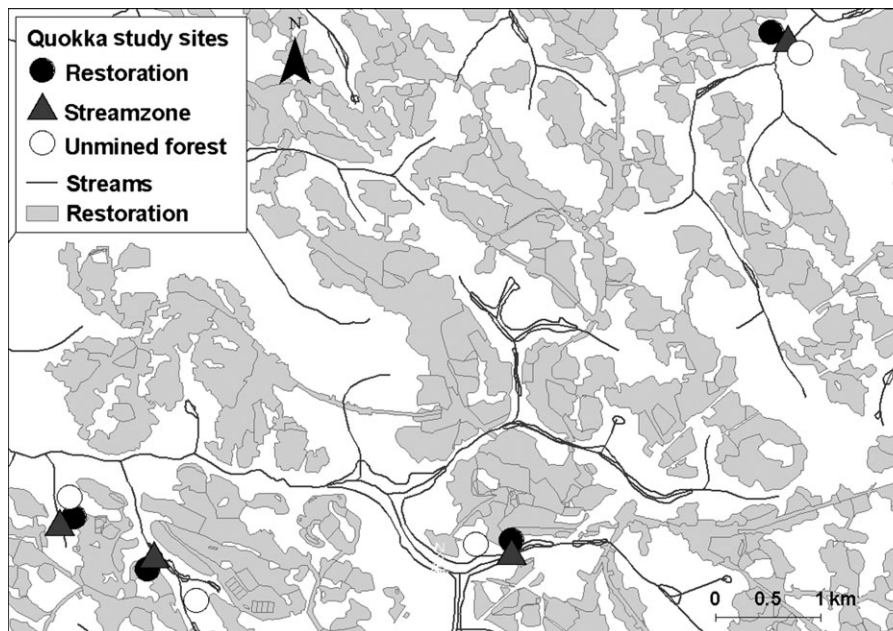 N
Quokka study sites
Restoration
Streamzone
Unmined forest
Streams
Restoration
0 0.5 1 km